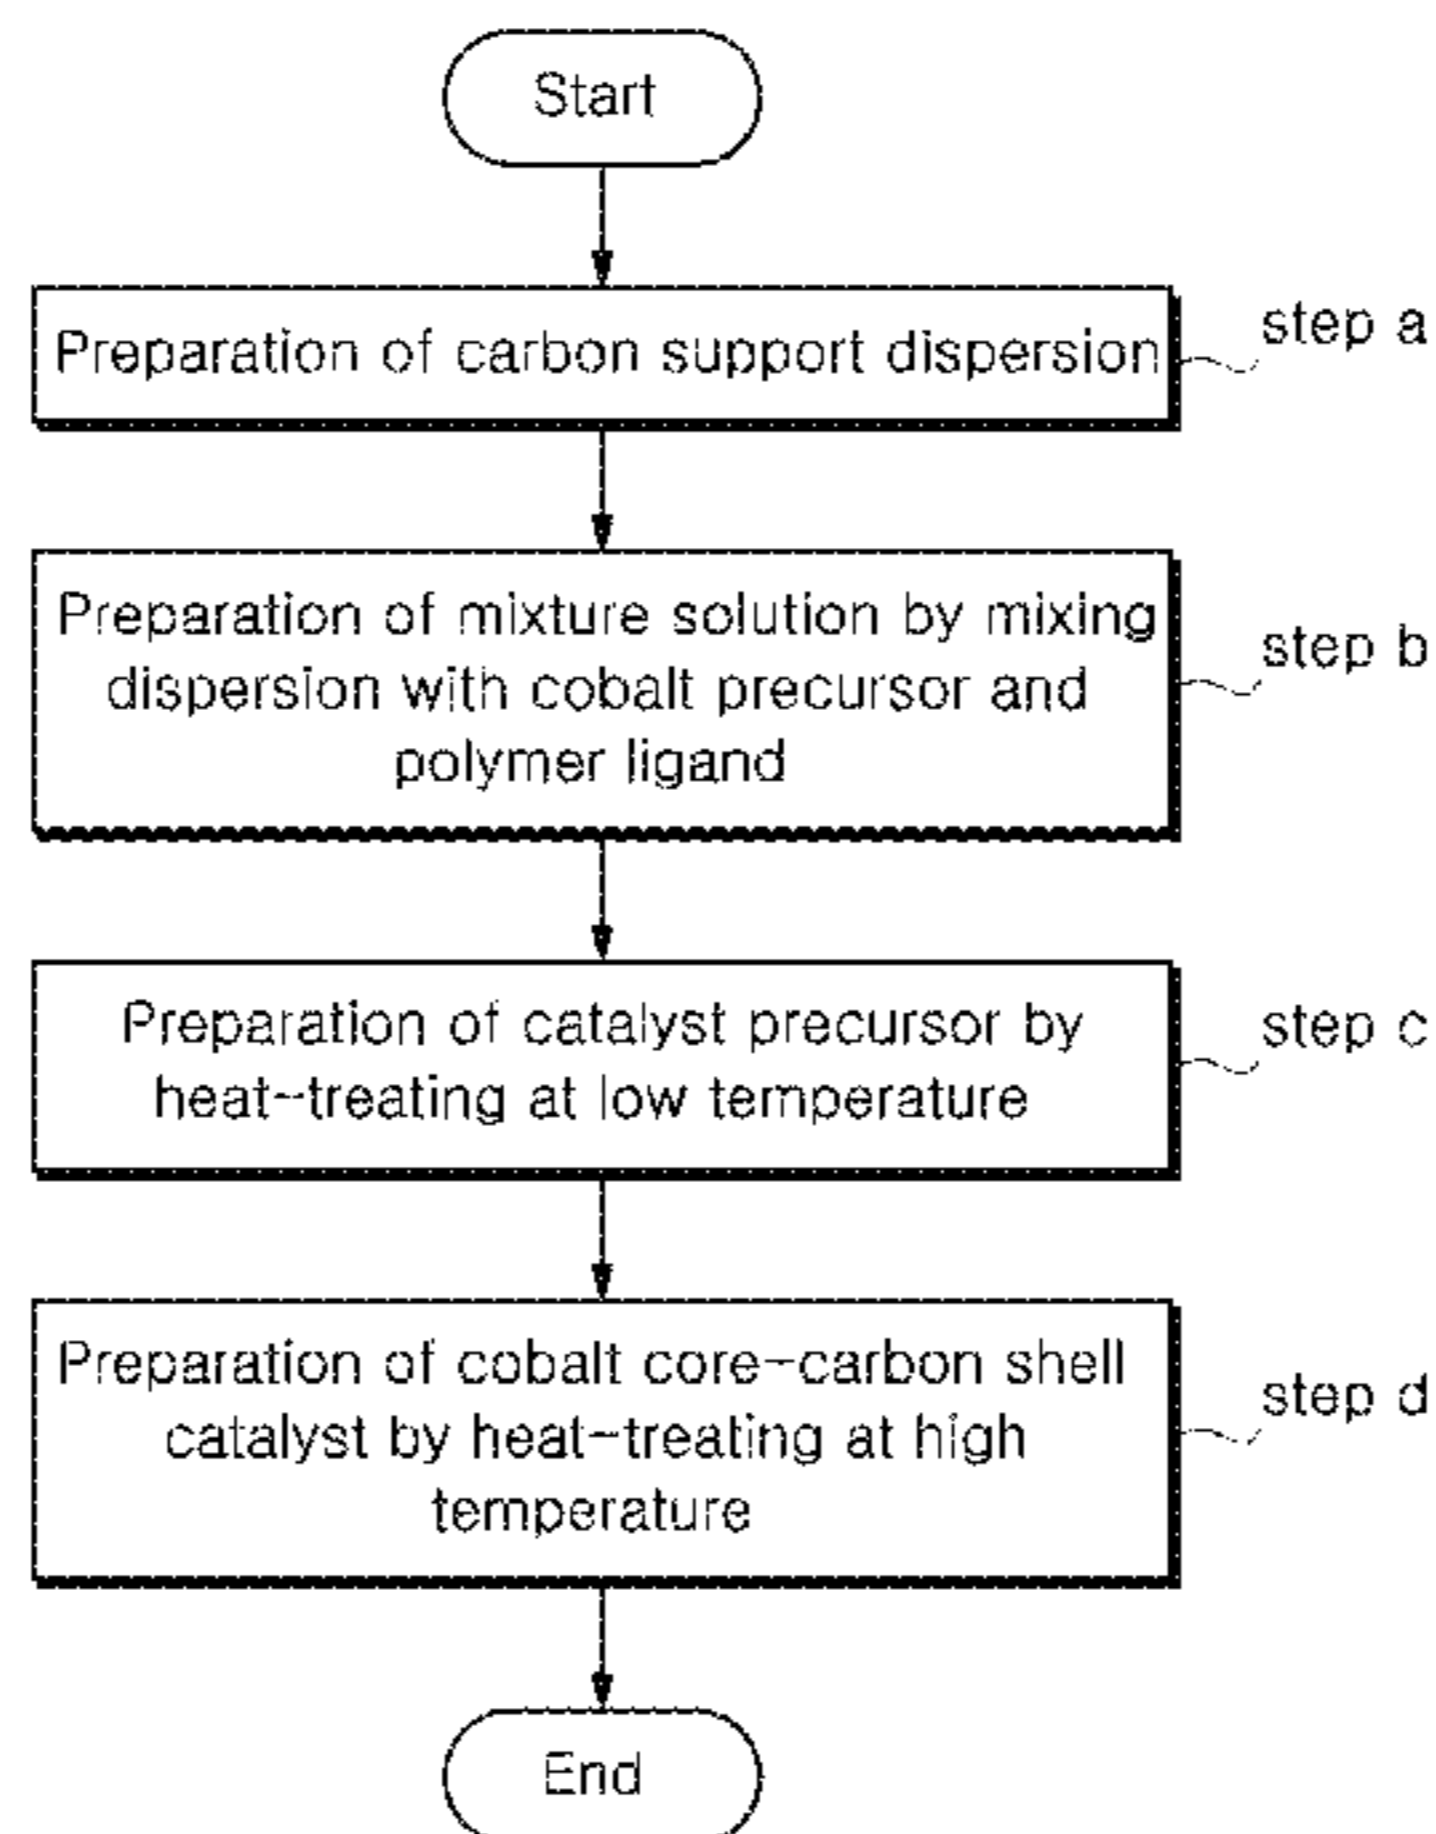 Start
Preparation of carbon support dispersion
step a
Preparation of mixture solution by mixing
dispersion with cobalt precursor and
polymer ligand
step b
Preparation of catalyst precursor by
heat-treating at low temperature
step c
Preparation of cobalt core-carbon shell
catalyst by heat-treating at high
temperature
step d
End